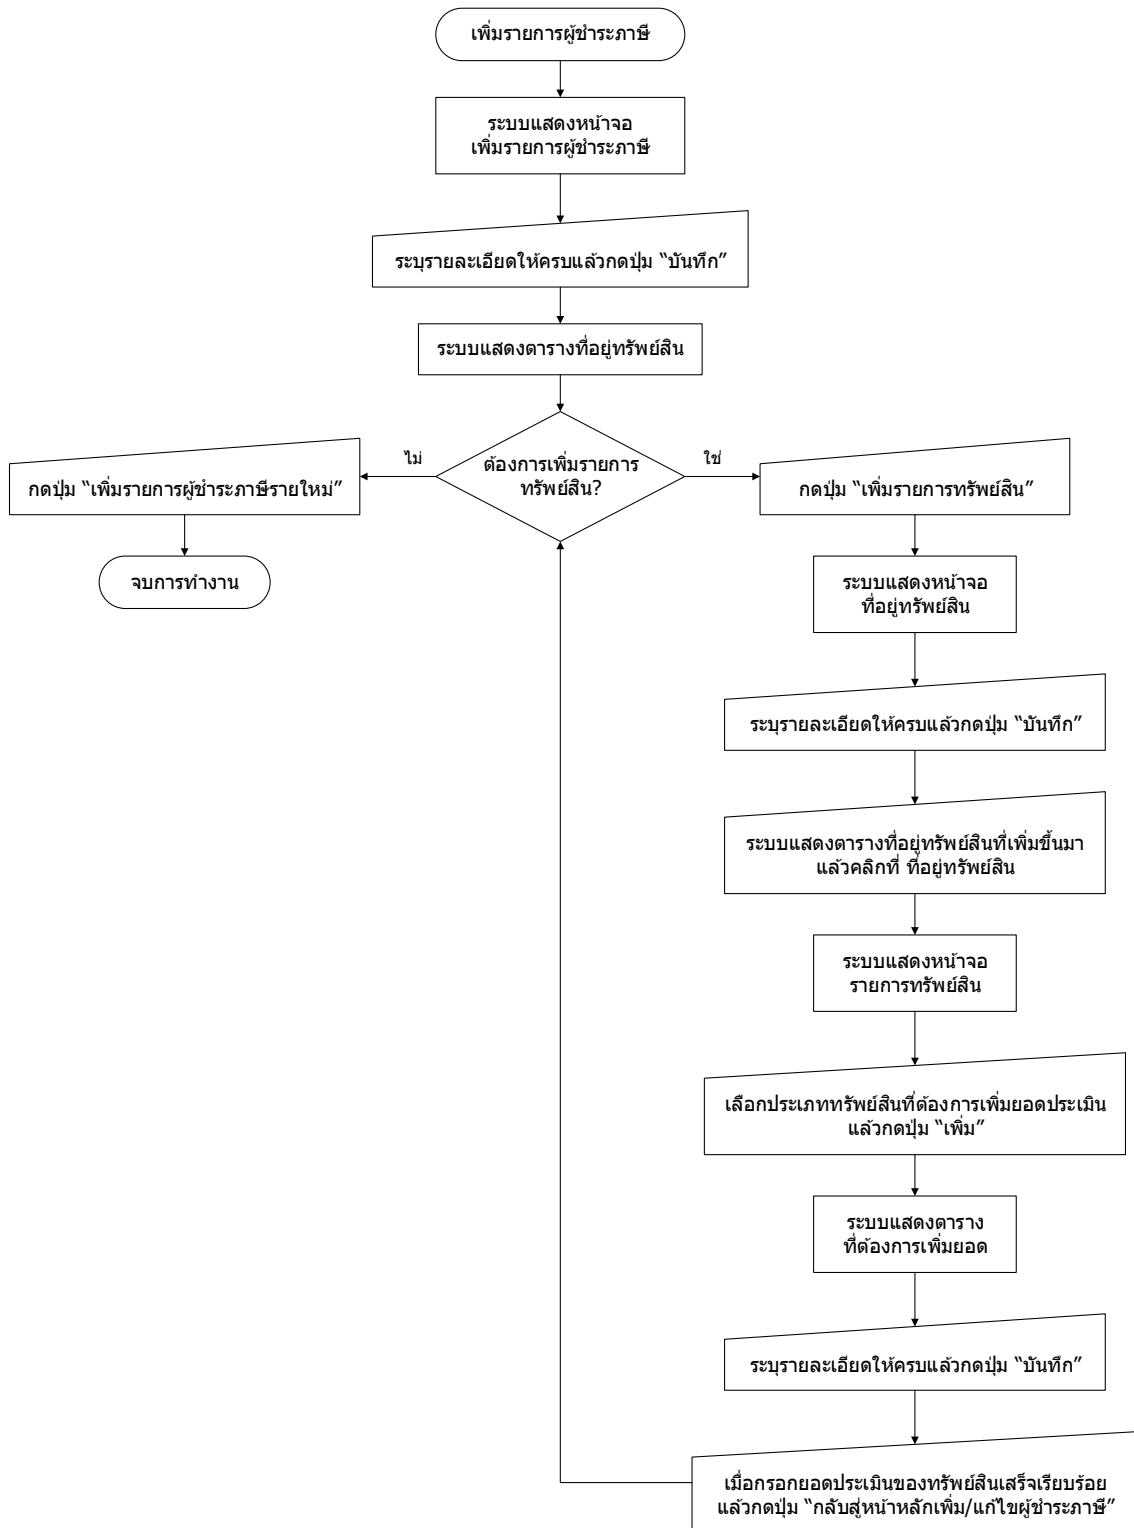 เพิ่มรายการผู้ชำระภาษี
ระบบแสดงหน้าจอ
เพิ่มรายการผู้ชำระภาษี
ระบุรายละเอียดให้ครบแล้วกดปุ่ม “บันทึก”
ระบบแสดงตารางที่อยู่ทรัพย์สิน
ต้องการเพิ่มรายการ
ทรัพย์สิน?
ไม่
กดปุ่ม “เพิ่มรายการผู้ชำระภาษีรายใหม่”
จบการทำงาน
ใช่
กดปุ่ม “เพิ่มรายการทรัพย์สิน”
ระบบแสดงหน้าจอ
ที่อยู่ทรัพย์สิน
ระบุรายละเอียดให้ครบแล้วกดปุ่ม “บันทึก”
ระบบแสดงตารางที่อยู่ทรัพย์สินที่เพิ่มขึ้นมา
แล้วคลิกที่ ที่อยู่ทรัพย์สิน
ระบบแสดงหน้าจอ
รายการทรัพย์สิน
เลือกประเภททรัพย์สินที่ต้องการเพิ่มยอดประเมิน
แล้วกดปุ่ม “เพิ่ม”
ระบบแสดงตาราง
ที่ต้องการเพิ่มยอด
ระบุรายละเอียดให้ครบแล้วกดปุ่ม “บันทึก”
เมื่อกรอกยอดประเมินของทรัพย์สินเสร็จเรียบร้อย
แล้วกดปุ่ม “กลับสู่หน้าหลักเพิ่ม/แก้ไขผู้ชำระภาษี”